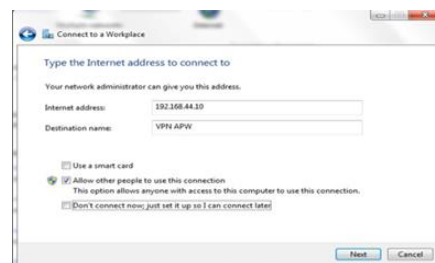 Connect to a Workplace
Type the Internet address to connect to
Your network administrator can give you this address.
Internet address: 192.168.44.10
Destination name: VPN APW
Use a smart card
Allow other people to use this connection
This option allows anyone with access to this computer to use this connection.
Don't connect now; just set it up so I can connect later
Next Cancel